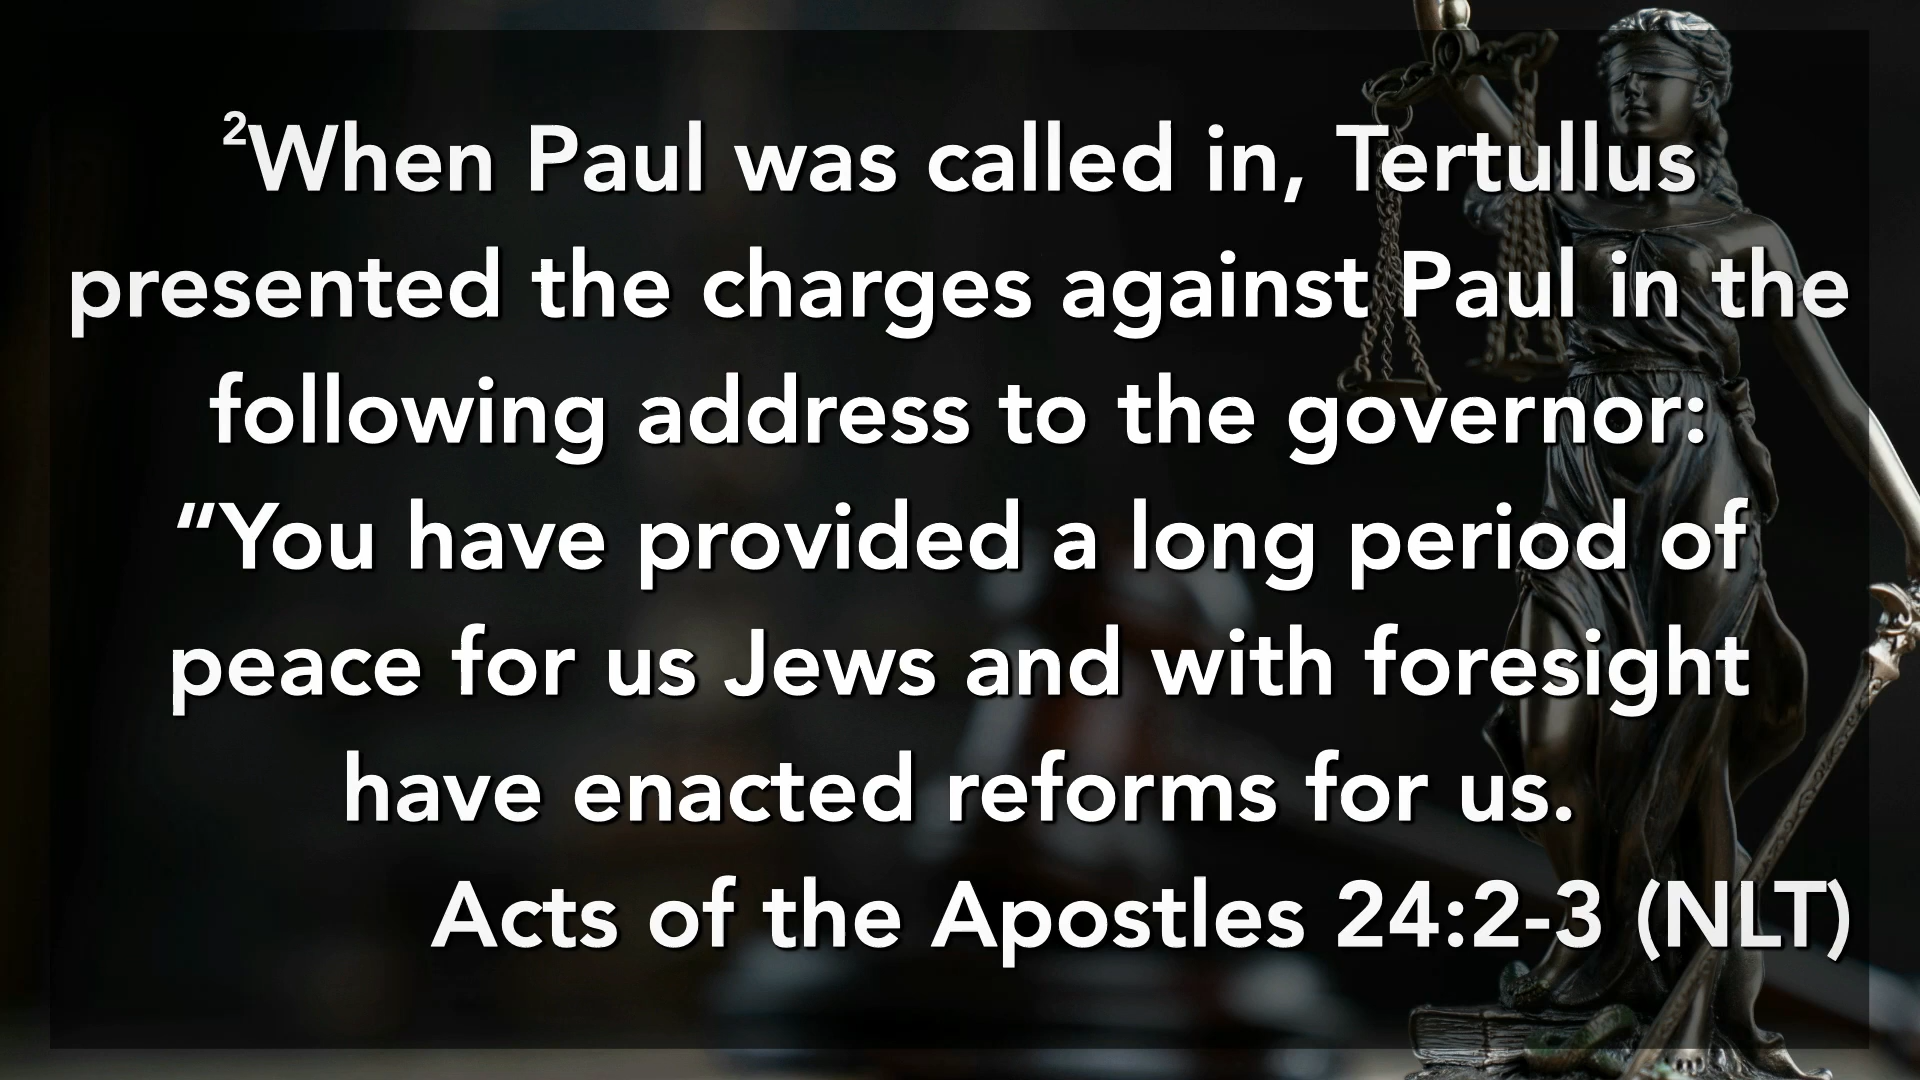 ²When Paul was called in, Tertullus
presented the charges against Paul in the
following address to the governor:
“You have provided a long period of
peace for us Jews and with foresight
have enacted reforms for us.
Acts of the Apostles 24:2-3 (NLT)